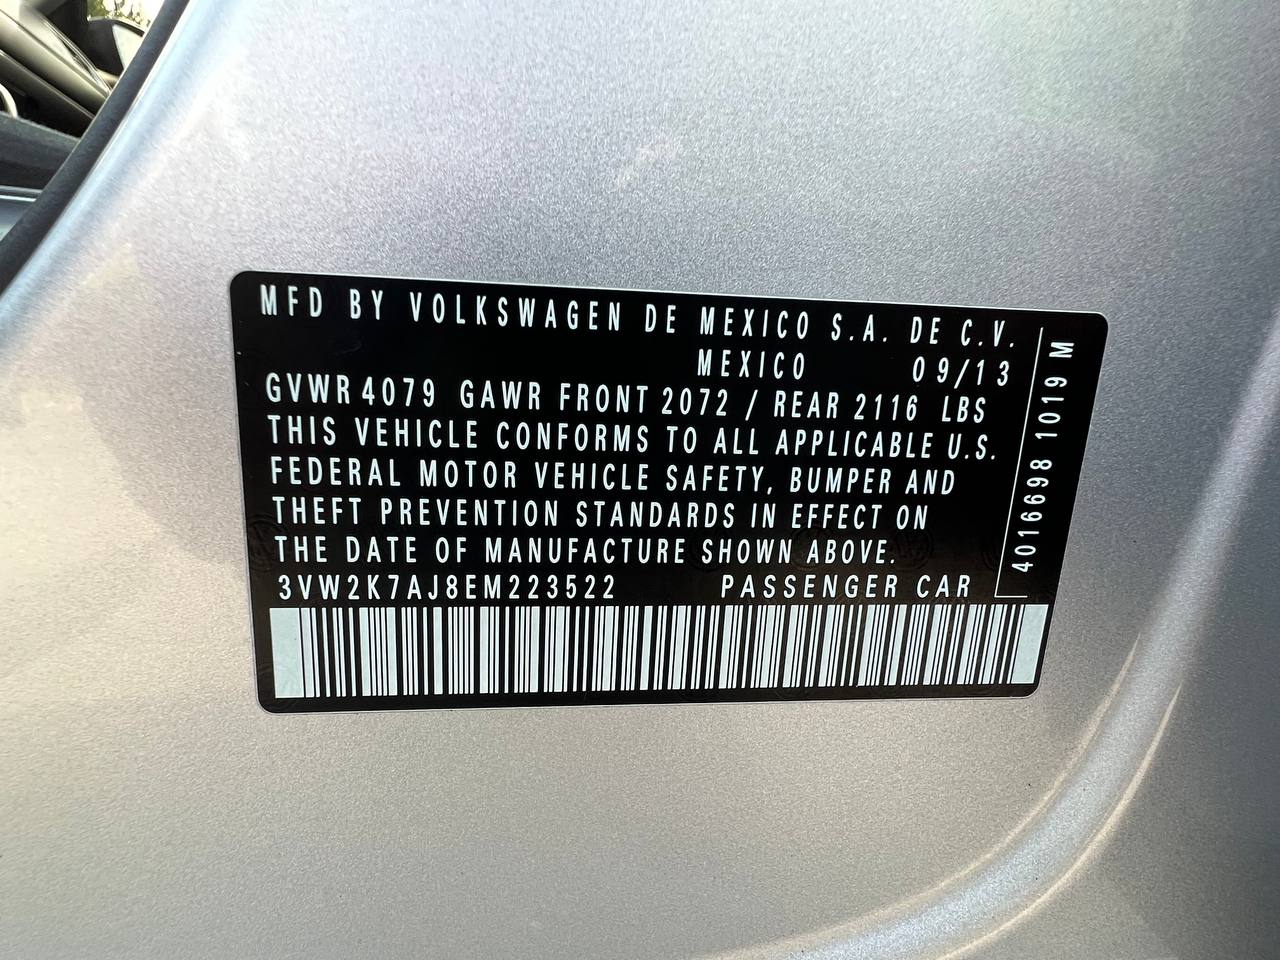 MFD BY VOLKSWAGEN DE MEXICO S.A. DE C.V.
MEXICO 09/13
GVWR 4079 GAWR FRONT 2072 / REAR 2116 LBS
THIS VEHICLE CONFORMS TO ALL APPLICABLE U.S.
FEDERAL MOTOR VEHICLE SAFETY, BUMPER AND
THEFT PREVENTION STANDARDS IN EFFECT ON
THE DATE OF MANUFACTURE SHOWN ABOVE.
3VW2K7AJ8EM223522 PASSENGER CAR
4016698 1019 M